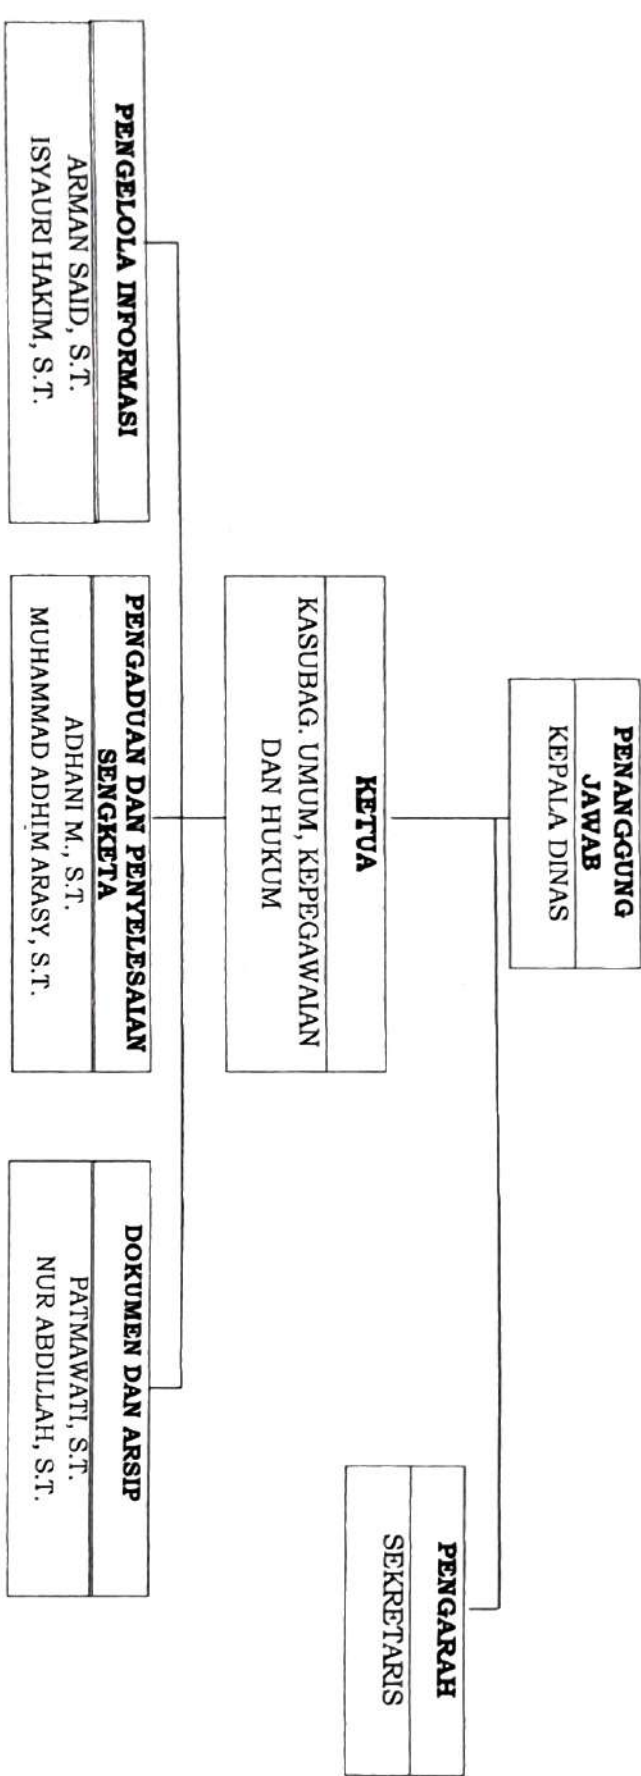 PENANGGUNG
JAWAB
KEPALA DINAS
PENGARAH
SEKRETARIS
KETUA
KASUBAG. UMUM, KEPEGAWAIAN
DAN HUKUM
PENGELOLA INFORMASI
ARMAN SAID, S.T.
ISYAURI HAKIM, S.T.
PENGADUAN DAN PENYELESAIAN
SENGKETA
ADHANI M., S.T.
MUHAMMAD ADHIM ARASY, S.T.
DOKUMEN DAN ARSIP
PATMAWATI, S.T.
NUR ABDILLAH, S.T.